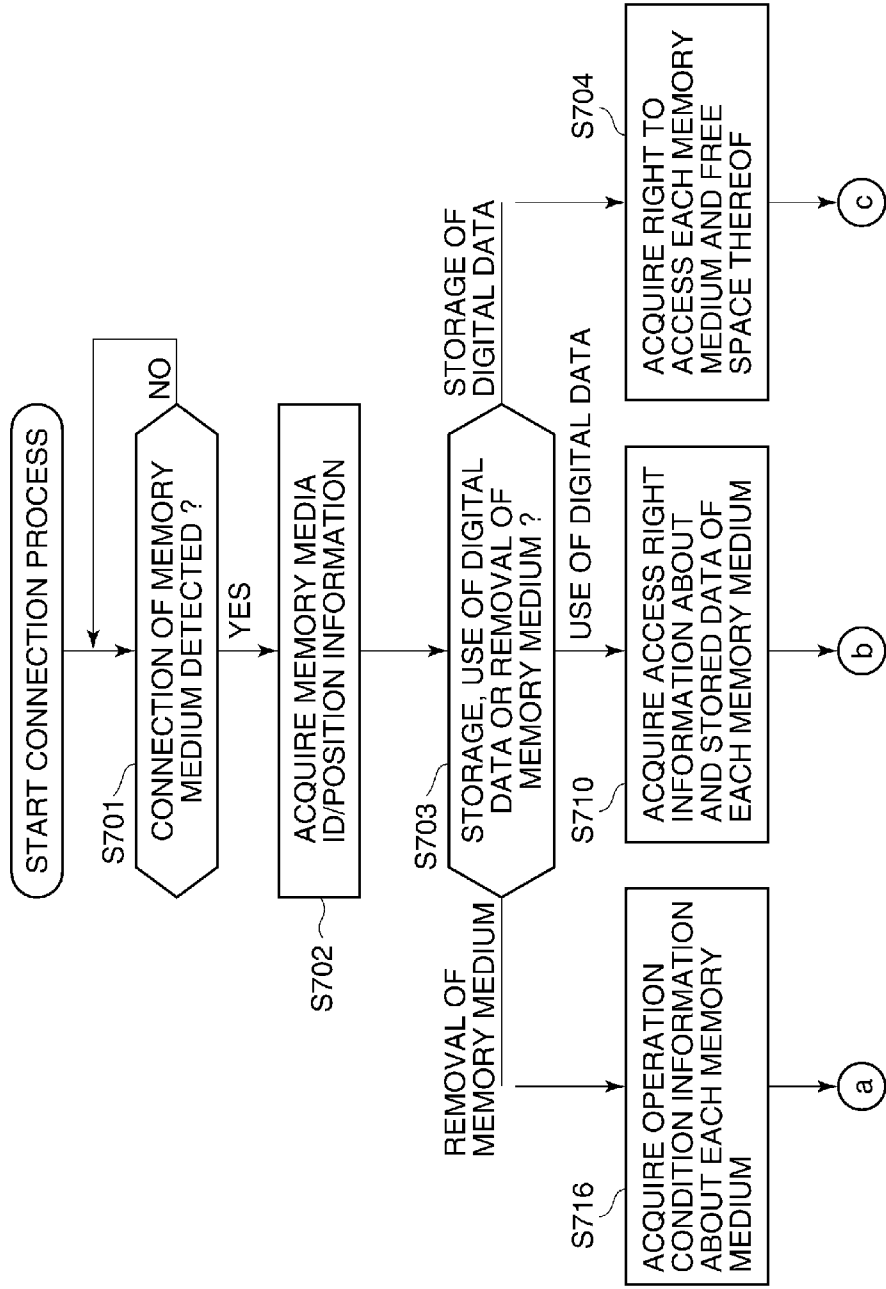 START CONNECTION PROCESS
S701
CONNECTION OF MEMORY
MEDIUM DETECTED ?
NO
YES
S702
ACQUIRE MEMORY MEDIA
ID/POSITION INFORMATION
S703
STORAGE, USE OF DIGITAL
DATA OR REMOVAL OF
MEMORY MEDIUM ?
REMOVAL OF
MEMORY MEDIUM
USE OF DIGITAL DATA
STORAGE OF
DIGITAL DATA
S716
ACQUIRE OPERATION
CONDITION INFORMATION
ABOUT EACH MEMORY
MEDIUM
a
S710
ACQUIRE ACCESS RIGHT
INFORMATION ABOUT
AND STORED DATA OF
EACH MEMORY MEDIUM
b
S704
ACQUIRE RIGHT TO
ACCESS EACH MEMORY
MEDIUM AND FREE
SPACE THEREOF
c